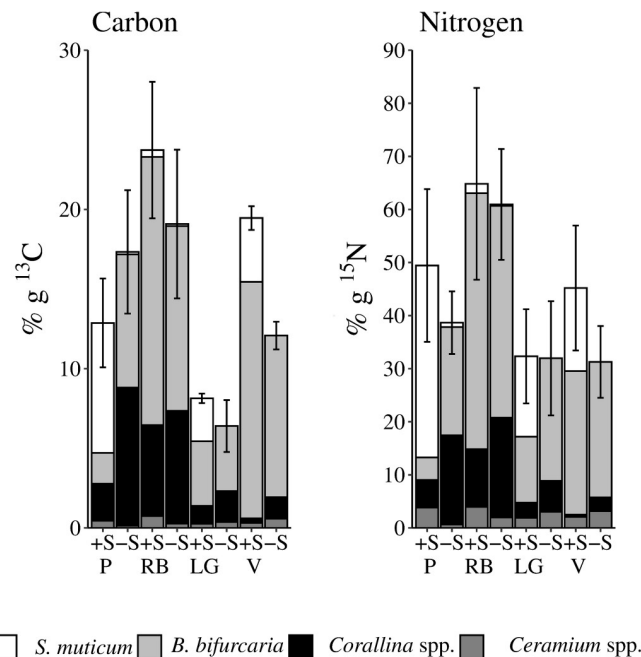 Carbon
Nitrogen
30
20
10
0
% g ¹³C
+S –S +S –S +S –S +S –S
P RB LG V
90
80
70
60
50
40
30
20
10
0
% g ¹⁵N
+S –S +S –S +S –S +S –S
P RB LG V
S. muticum B. bifurcaria Corallina spp. Ceramium spp.